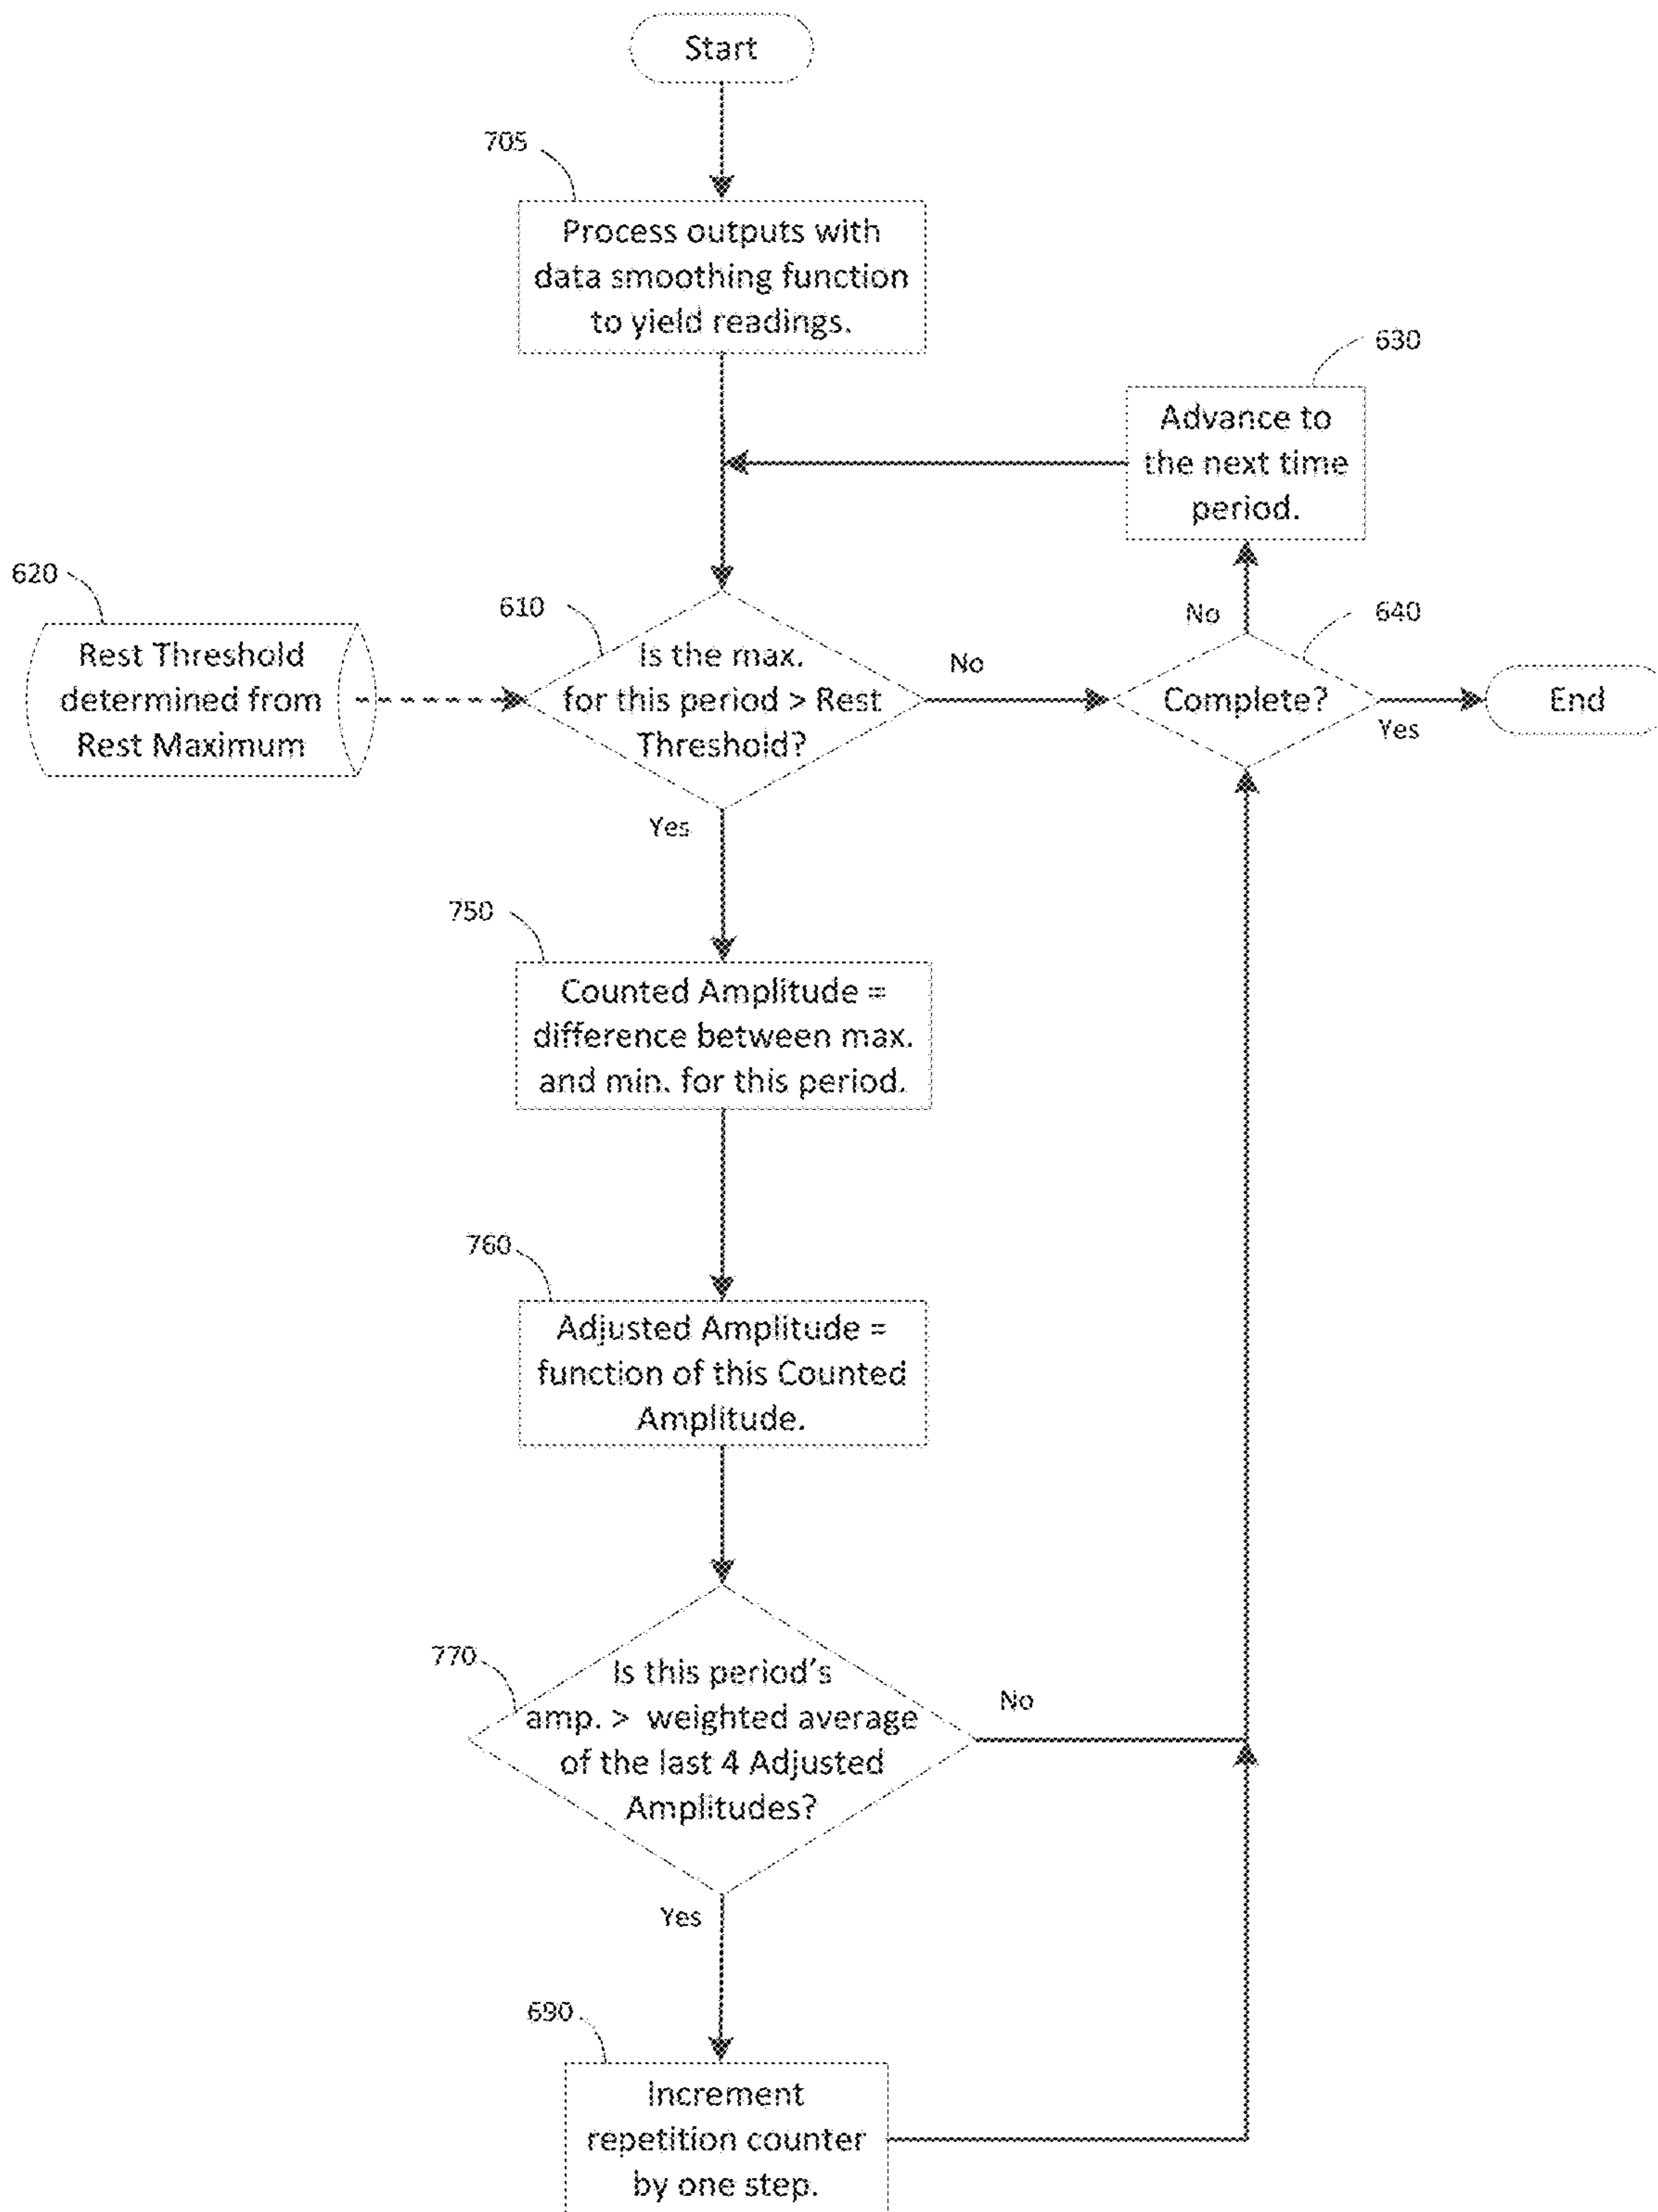 Start
705
Process outputs with
data smoothing function
to yield readings.
630
Advance to
the next time
period.
620
Rest Threshold
determined from
Rest Maximum
610
Is the max.
for this period > Rest
Threshold?
No
No
640
Complete?
Yes
End
Yes
750
Counted Amplitude =
difference between max.
and min. for this period.
760
Adjusted Amplitude =
function of this Counted
Amplitude.
770
Is this period's
amp. > weighted average
of the last 4 Adjusted
Amplitudes?
No
Yes
690
Increment
repetition counter
by one step.